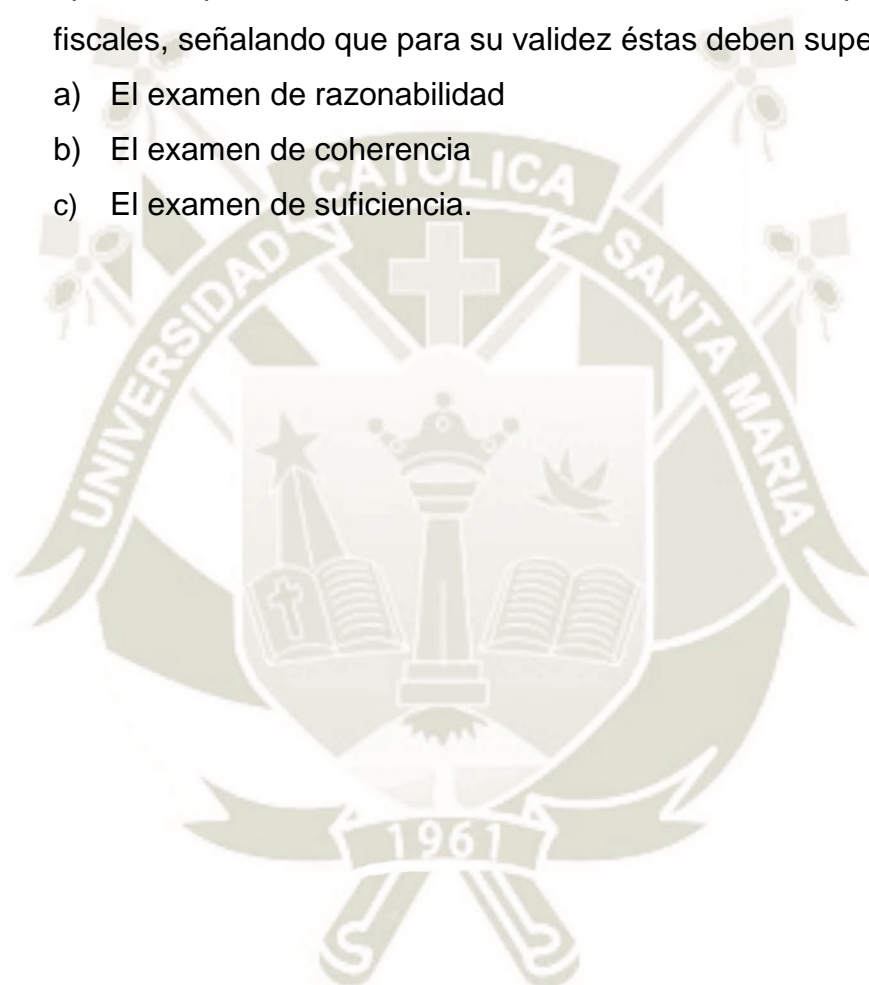 fiscales, señalando que para su validez éstas deben supe
a) El examen de razonabilidad
b) El examen de coherencia
c) El examen de suficiencia.
UNIVERSIDAD CATOLICA SANTA MARIA
1961